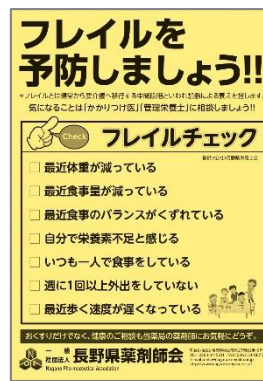 フレイルを
予防しましょう!!
気になることは「かかりつけ医」「管理栄養士」に相談しましょう!!
Check
フレイルチェック
□ 最近体重が減っている
□ 最近食事量が減っている
□ 最近食事のバランスがくずれている
□ 自分で栄養素不足と感じる
□ いつも一人で食事をしている
□ 週に1回以上外出をしていない
□ 最近歩く速度が遅くなっている
おくすりだけでなく、健康のご相談も当薬局の薬剤師にお気軽にどうぞ。
一般
社団法人 長野県薬剤師会
Nagano Pharmaceutical Association